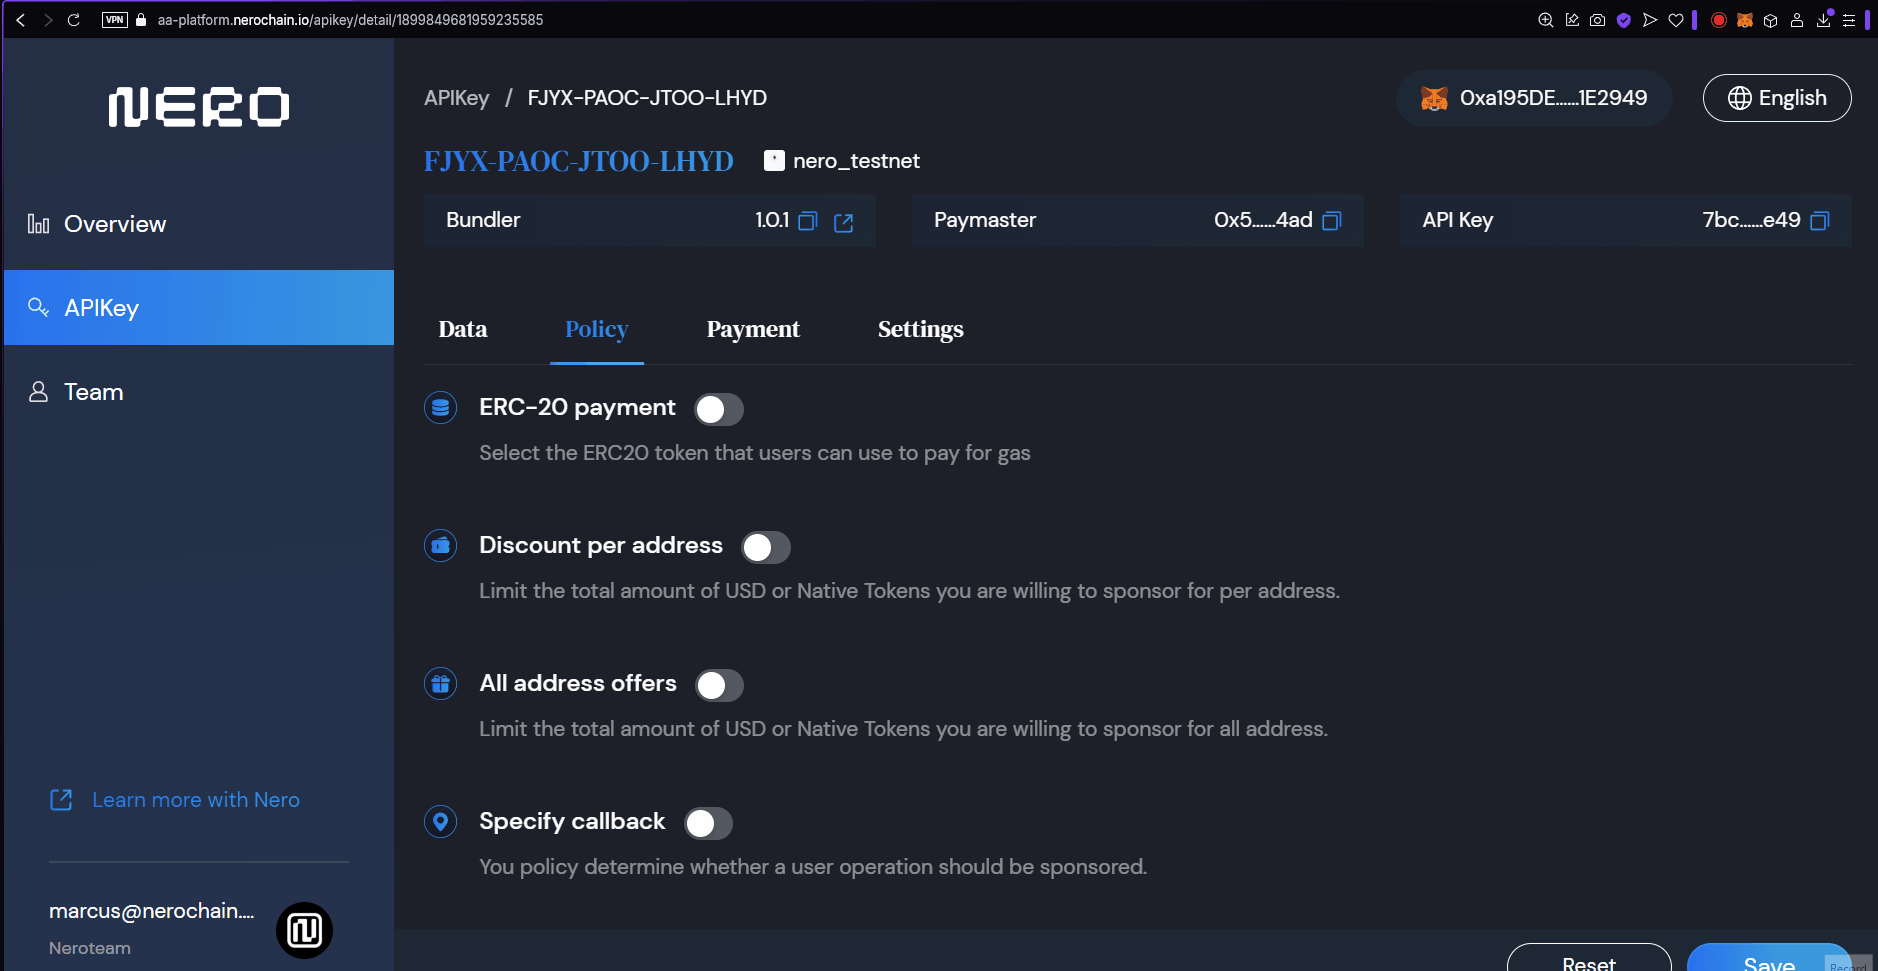 VPN aa-platform.nerochain.io/apikey/detail/1899849681959235585
NERO
Overview
APIKey
Team
Learn more with Nero
marcus@nerochain....
Neroteam
APIKey / FJYX-PAOC-JTOO-LHYD
0xa195DE......1E2949
English
FJYX-PAOC-JTOO-LHYD nero_testnet
Bundler 1.0.1
Paymaster 0x5......4ad
API Key 7bc......e49
Data Policy Payment Settings
ERC-20 payment
Select the ERC20 token that users can use to pay for gas
Discount per address
Limit the total amount of USD or Native Tokens you are willing to sponsor for per address.
All address offers
Limit the total amount of USD or Native Tokens you are willing to sponsor for all address.
Specify callback
You policy determine whether a user operation should be sponsored.
Reset Save
Record